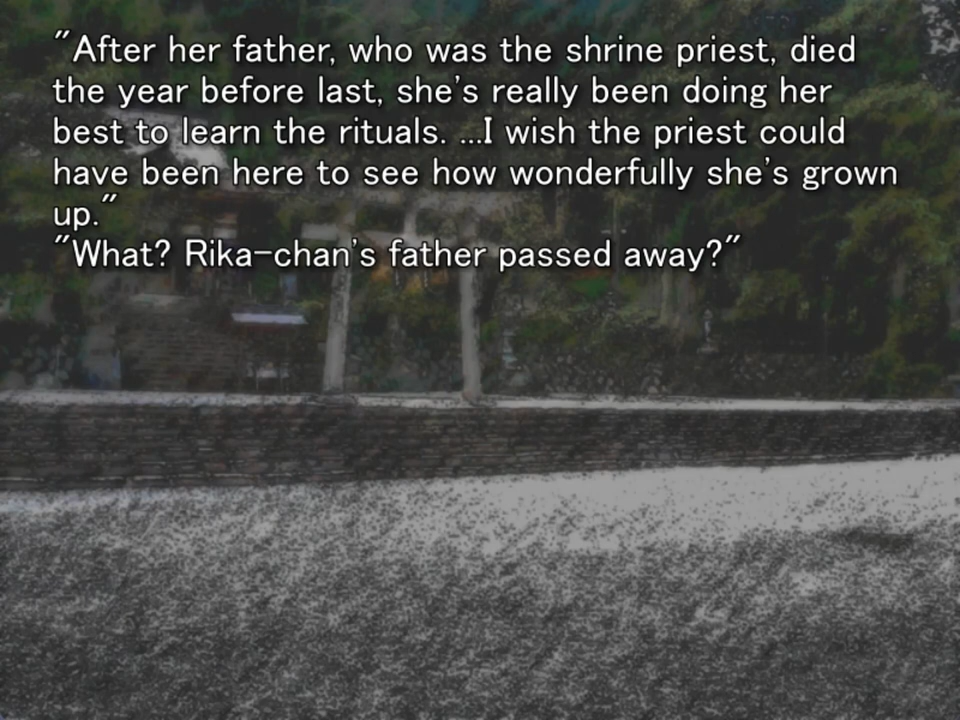 "After her father, who was the shrine priest, died
the year before last, she's really been doing her
best to learn the rituals. ...I wish the priest could
have been here to see how wonderfully she's grown
up."
"What? Rika-chan's father passed away?"